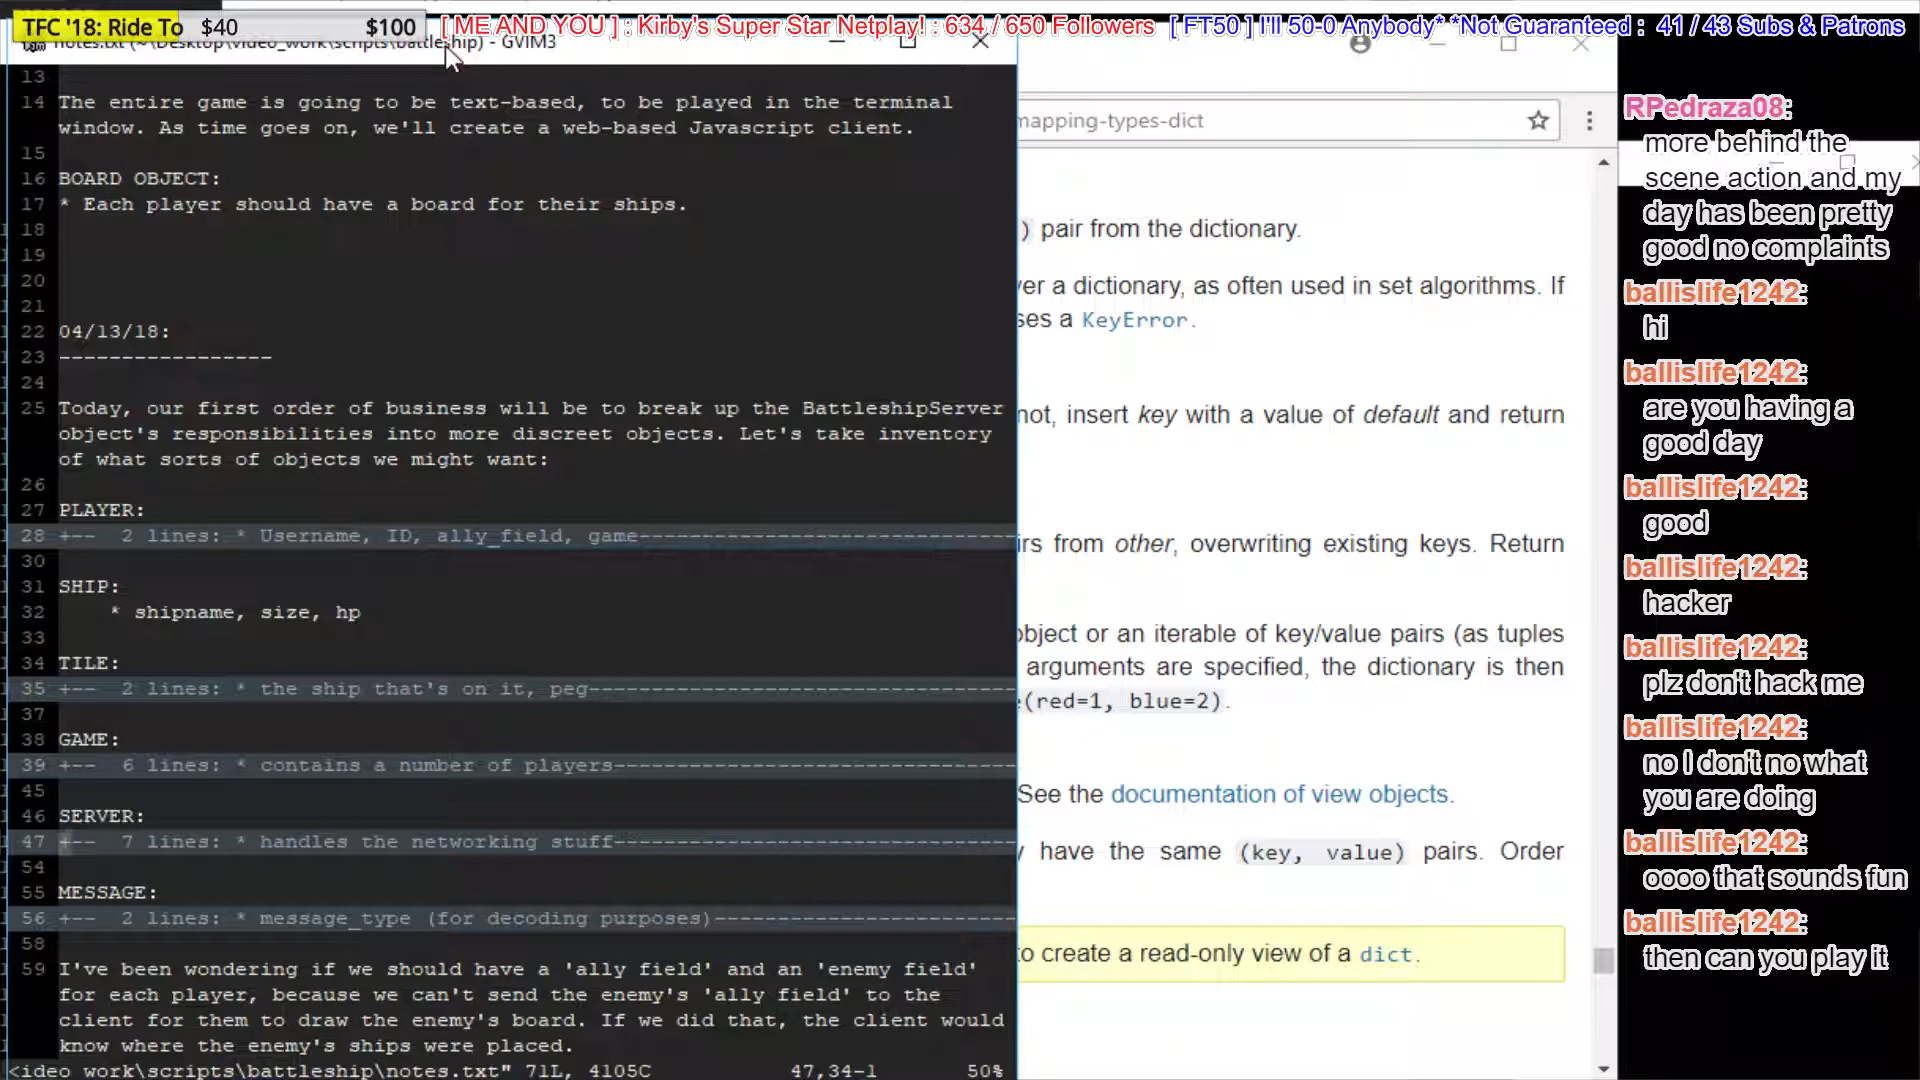 TFC '18: Ride To $40 $100 [ ME AND YOU ] : Kirby's Super Star Netplay! : 634 / 650 Followers [ FT50 ] I'll 50-0 Anybody* *Not Guaranteed : 41 / 43 Subs & Patrons
notes.txt (~\Desktop\video_work\scripts\battleship) - GVIM3
13
14 The entire game is going to be text-based, to be played in the terminal
window. As time goes on, we'll create a web-based Javascript client.
15
16 BOARD OBJECT:
17 * Each player should have a board for their ships.
18
19
20
21
22 04/13/18:
23 -----------------
24
25 Today, our first order of business will be to break up the BattleshipServer
object's responsibilities into more discreet objects. Let's take inventory
of what sorts of objects we might want:
26
27 PLAYER:
28 +-- 2 lines: * Username, ID, ally_field, game------------------------------
30
31 SHIP:
32 * shipname, size, hp
33
34 TILE:
35 +-- 2 lines: * the ship that's on it, peg----------------------------------
37
38 GAME:
39 +-- 6 lines: * contains a number of players--------------------------------
45
46 SERVER:
47 +-- 7 lines: * handles the networking stuff--------------------------------
54
55 MESSAGE:
56 +-- 2 lines: * message_type (for decoding purposes)------------------------
58
59 I've been wondering if we should have a 'ally field' and an 'enemy field'
for each player, because we can't send the enemy's 'ally field' to the
client for them to draw the enemy's board. If we did that, the client would
know where the enemy's ships were placed.
<ideo work\scripts\battleship\notes.txt" 71L, 4105C 47,34-1 50%
mapping-types-dict
) pair from the dictionary.
er a dictionary, as often used in set algorithms. If
ses a KeyError.
not, insert key with a value of default and return
irs from other, overwriting existing keys. Return
object or an iterable of key/value pairs (as tuples
arguments are specified, the dictionary is then
(red=1, blue=2).
See the documentation of view objects.
y have the same (key, value) pairs. Order
to create a read-only view of a dict.
RPedraza08:
more behind the
scene action and my
day has been pretty
good no complaints
ballislife1242:
hi
ballislife1242:
are you having a
good day
ballislife1242:
good
ballislife1242:
hacker
ballislife1242:
plz don't hack me
ballislife1242:
no I don't no what
you are doing
ballislife1242:
oooo that sounds fun
ballislife1242:
then can you play it